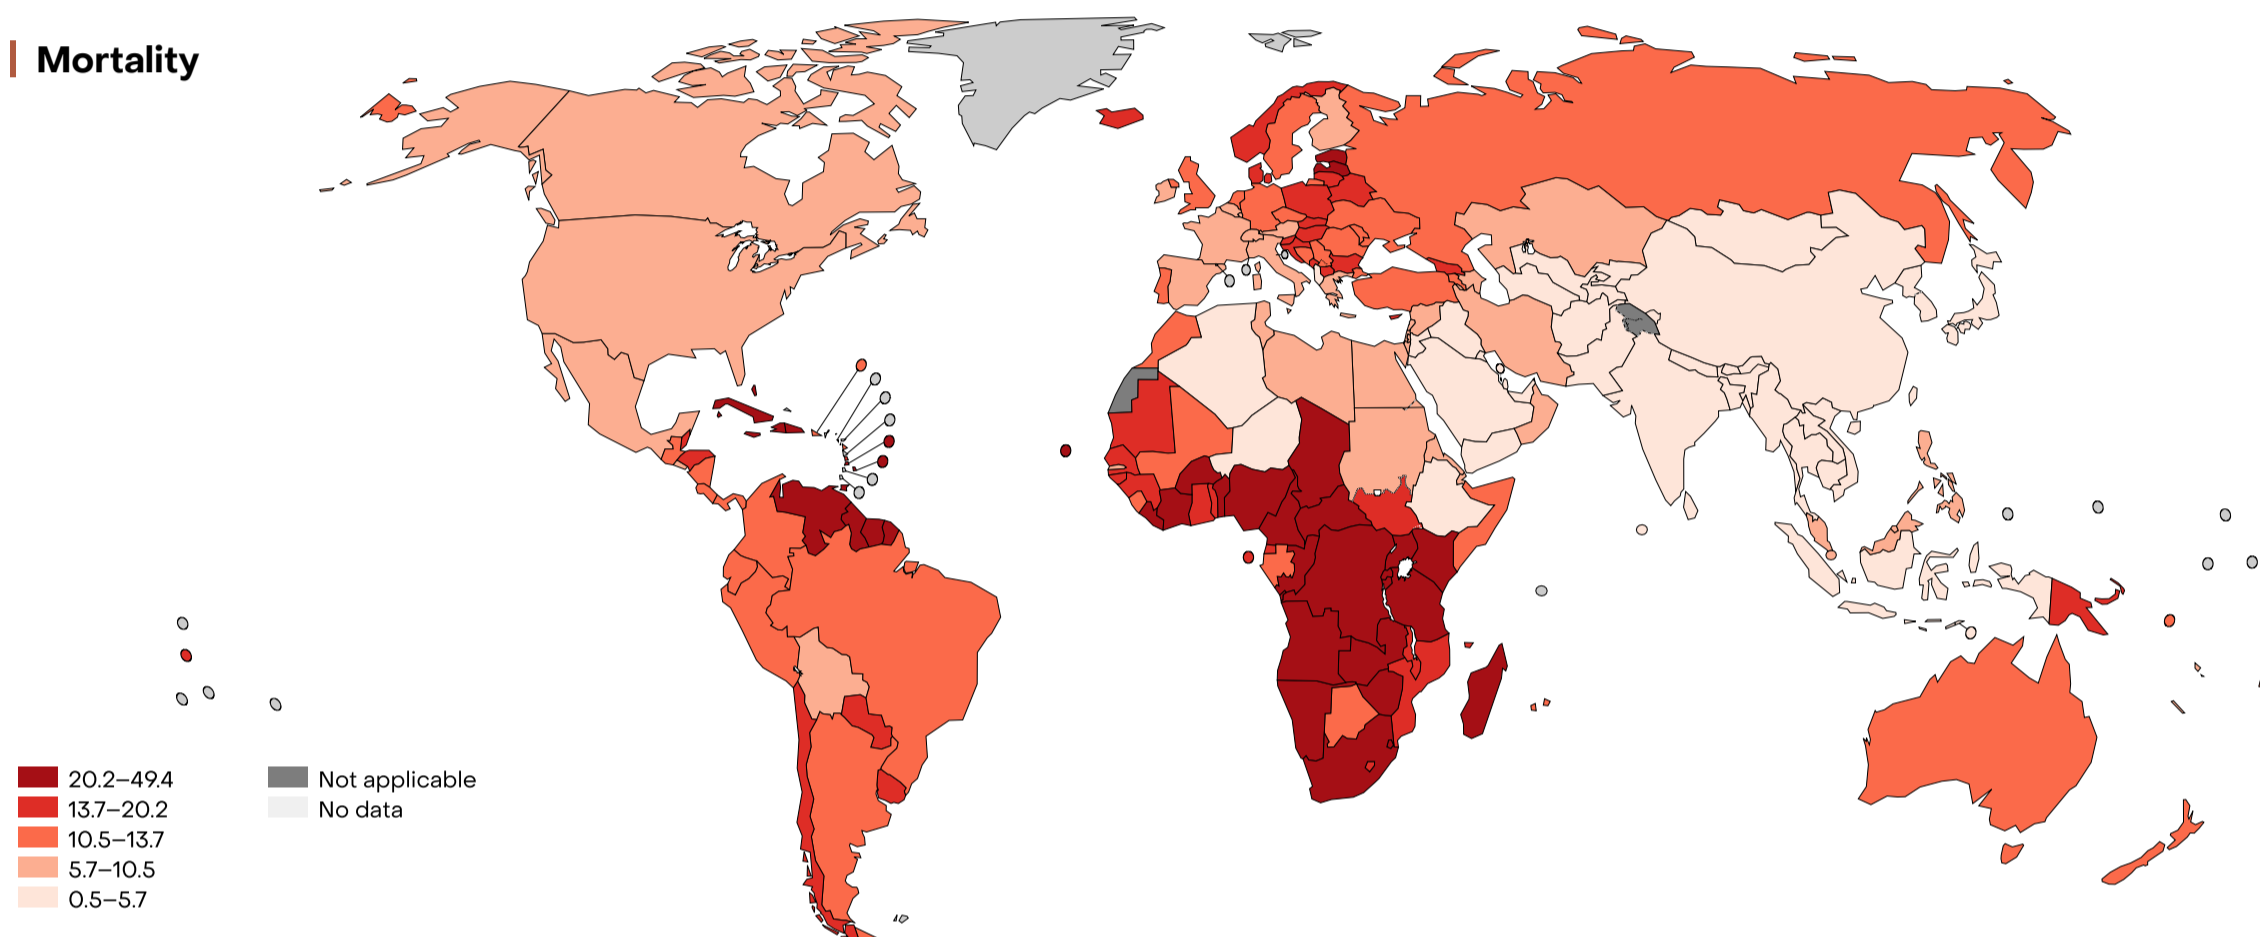 Mortality
20.2–49.4
13.7–20.2
10.5–13.7
5.7–10.5
0.5–5.7
Not applicable
No data